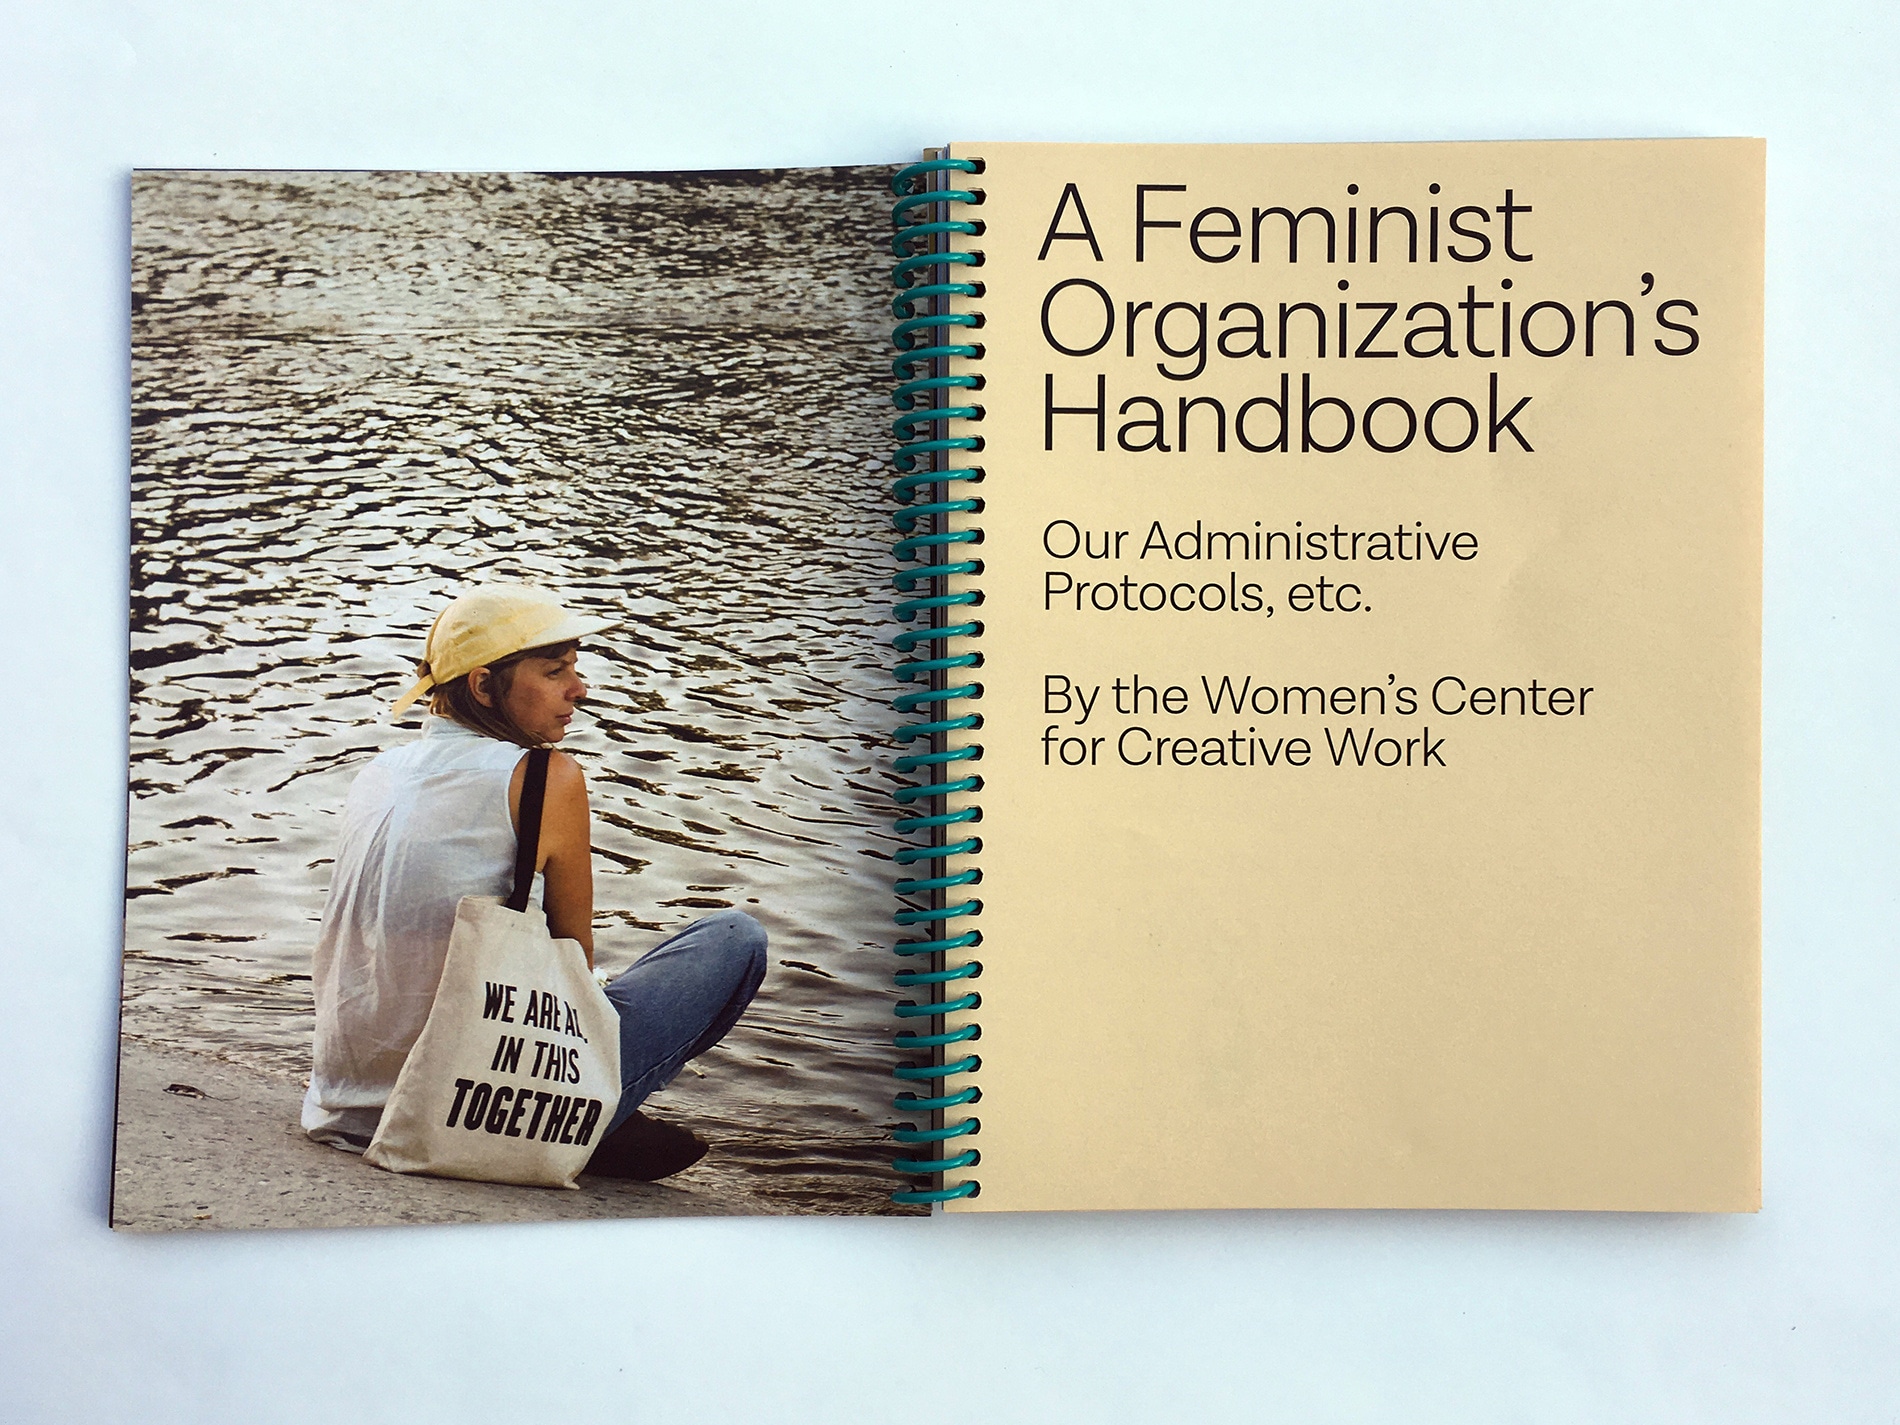 WE ARE AL
IN THIS
TOGETHER
A Feminist
Organization’s
Handbook
Our Administrative
Protocols, etc.
By the Women’s Center
for Creative Work